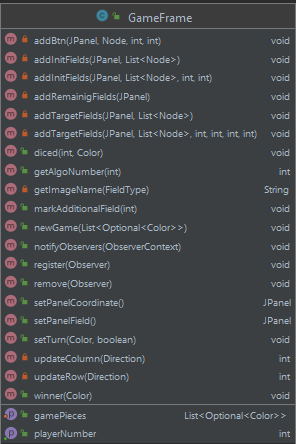 GameFrame
addBtn(JPanel, Node, int, int) void
addInitFields(JPanel, List<Node>) void
addInitFields(JPanel, List<Node>, int, int) void
addRemainigFields(JPanel) void
addTargetFields(JPanel, List<Node>) void
addTargetFields(JPanel, List<Node>, int, int, int, int) void
diced(int, Color) void
getAlgoNumber(int) int
getImageName(FieldType) String
markAdditionalField(int) void
newGame(List<Optional<Color>>) void
notifyObservers(ObserverContext) void
register(Observer) void
remove(Observer) void
setPanelCoordinate() JPanel
setPanelField() JPanel
setTurn(Color, boolean) void
updateColumn(Direction) int
updateRow(Direction) int
winner(Color) void
gamePieces List<Optional<Color>>
playerNumber int